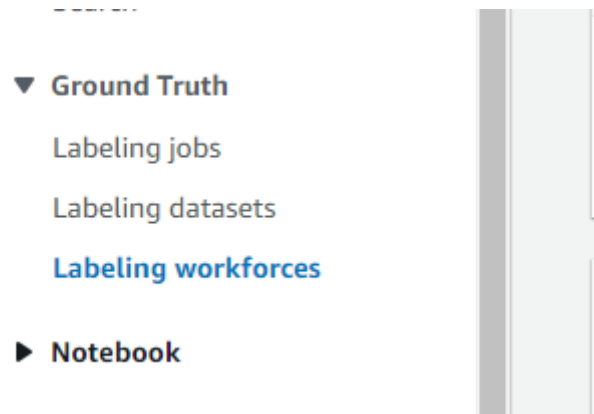 Ground Truth
Labeling jobs
Labeling datasets
Labeling workforces
Notebook